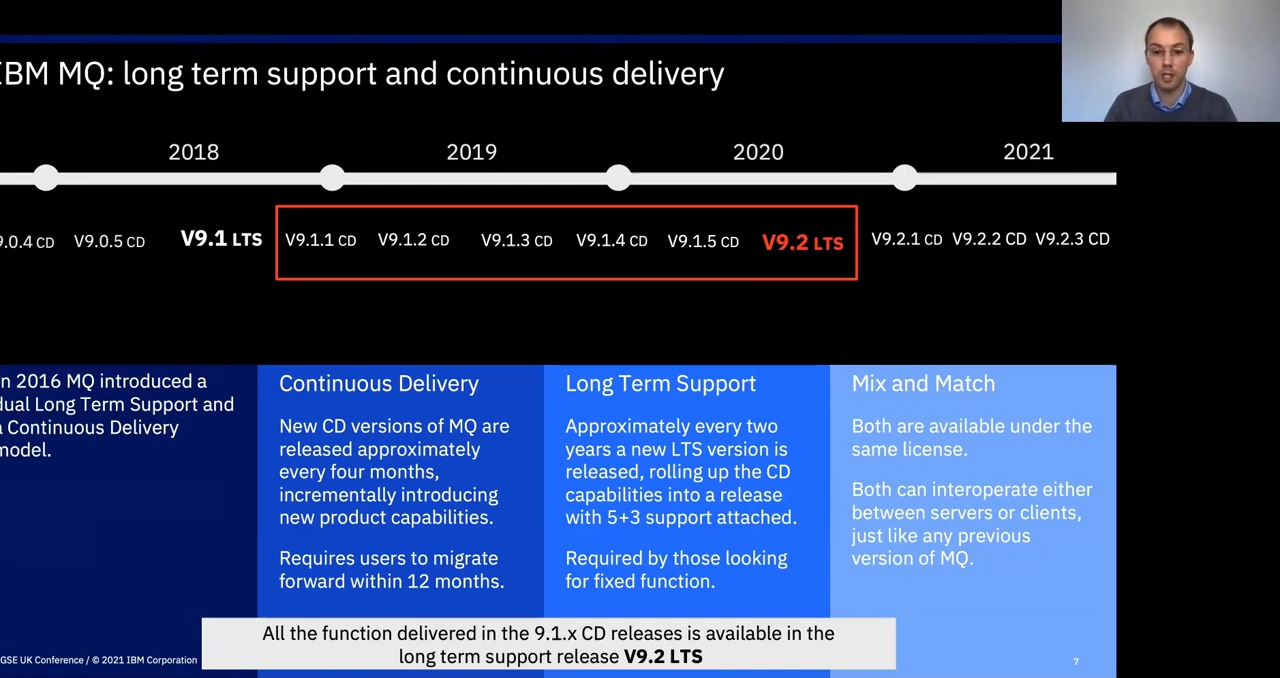 IBM MQ: long term support and continuous delivery
2018 2019 2020 2021
9.0.4 CD V9.0.5 CD V9.1 LTS V9.1.1 CD V9.1.2 CD V9.1.3 CD V9.1.4 CD V9.1.5 CD V9.2 LTS V9.2.1 CD V9.2.2 CD V9.2.3 CD
n 2016 MQ introduced a
dual Long Term Support and
a Continuous Delivery
model.
Continuous Delivery
New CD versions of MQ are
released approximately
every four months,
incrementally introducing
new product capabilities.
Requires users to migrate
forward within 12 months.
Long Term Support
Approximately every two
years a new LTS version is
released, rolling up the CD
capabilities into a release
with 5+3 support attached.
Required by those looking
for fixed function.
Mix and Match
Both are available under the
same license.
Both can interoperate either
between servers or clients,
just like any previous
version of MQ.
All the function delivered in the 9.1.x CD releases is available in the
long term support release V9.2 LTS
GSE UK Conference / © 2021 IBM Corporation
7